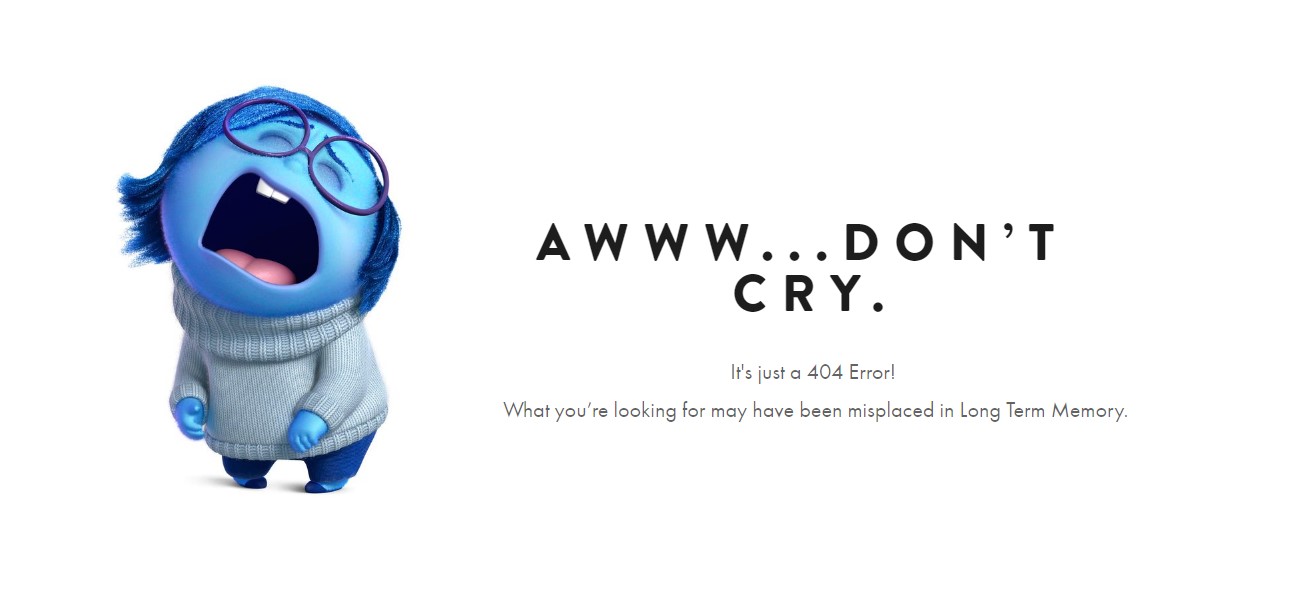 AWWW...DON’T
CRY.
It's just a 404 Error!
What you’re looking for may have been misplaced in Long Term Memory.